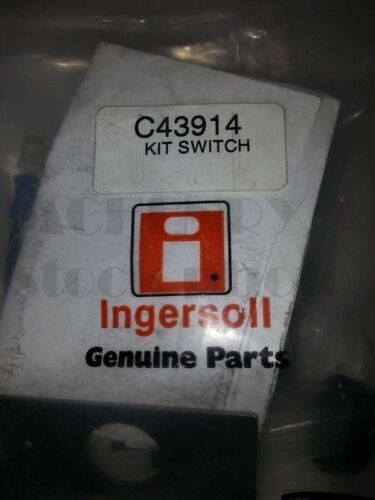 C43914
KIT SWITCH
i
Ingersoll
Genuine Parts